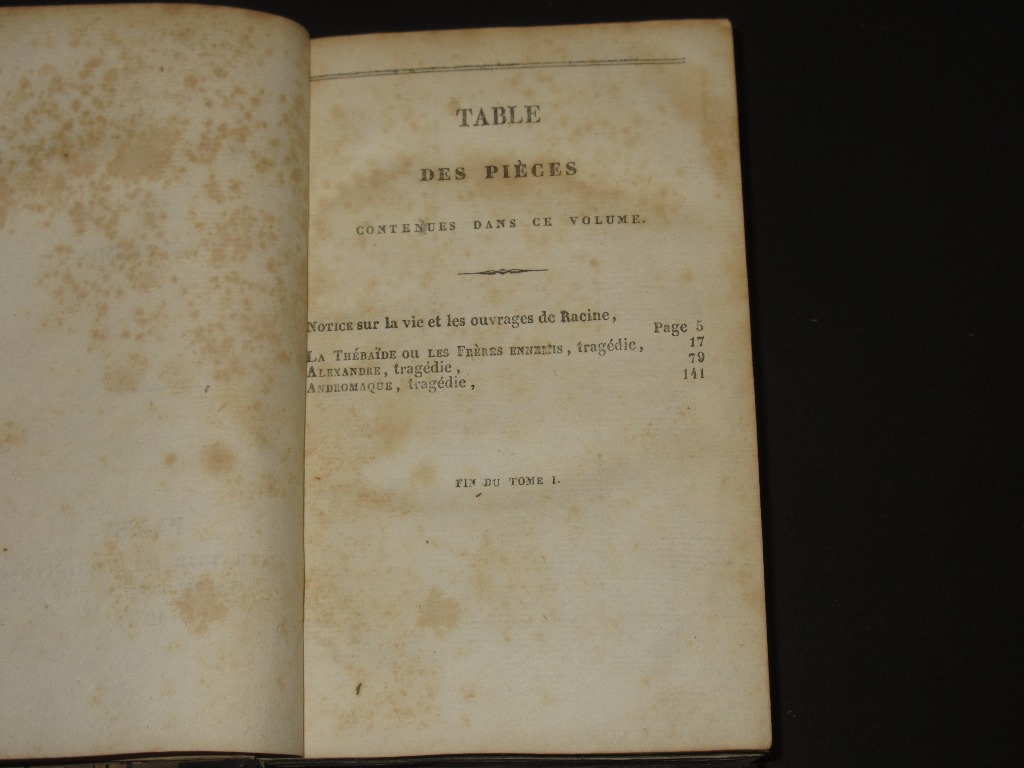 TABLE
DES PIÈCES
CONTENUES DANS CE VOLUME.
NOTICE sur la vie et les ouvrages de Racine, Page 5
LA THÉBAÏDE OU LES FRÈRES ENNEMIS, tragédie, 17
ALEXANDRE, tragédie, 79
ANDROMAQUE, tragédie, 141
FIN DU TOME I.